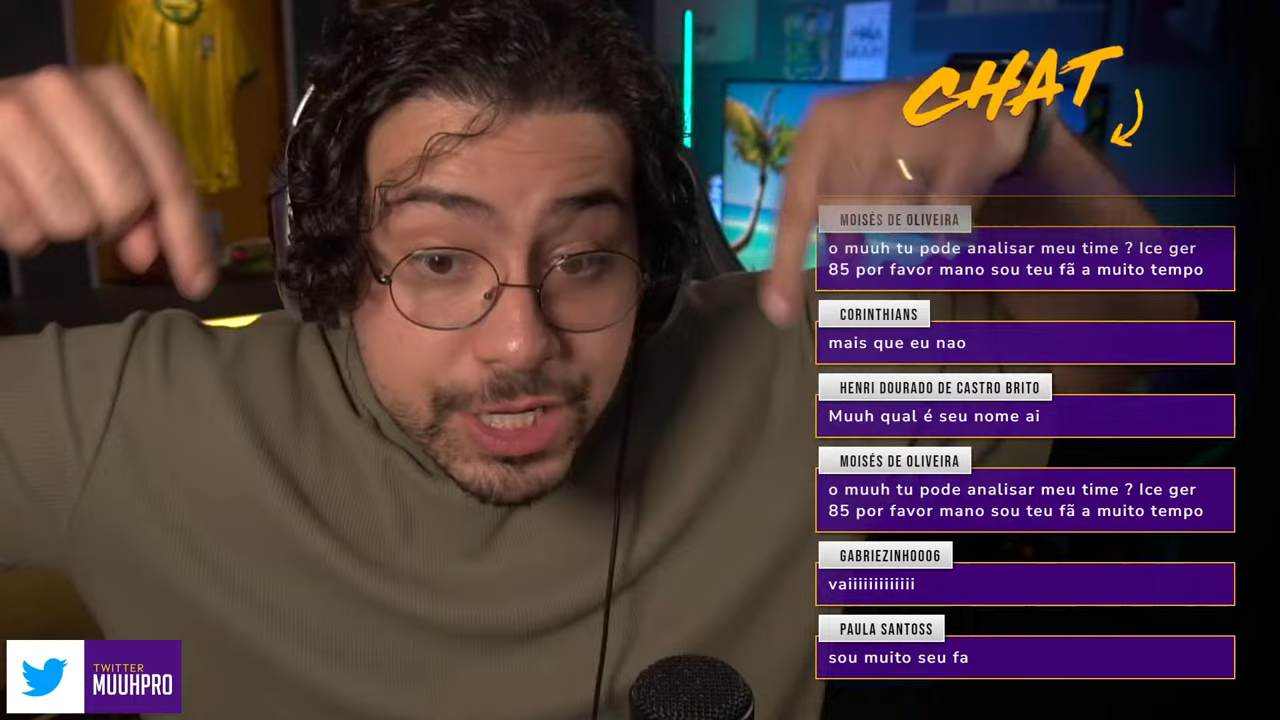 CHAT
MOISÉS DE OLIVEIRA
o muuh tu pode analisar meu time ? Ice ger
85 por favor mano sou teu fã a muito tempo
CORINTHIANS
mais que eu nao
HENRI DOURADO DE CASTRO BRITO
Muuh qual é seu nome ai
MOISÉS DE OLIVEIRA
o muuh tu pode analisar meu time ? Ice ger
85 por favor mano sou teu fã a muito tempo
GABRIEZINHO006
vaiiiiiiiiiiiii
PAULA SANTOSS
sou muito seu fa
TWITTER
MUUHPRO